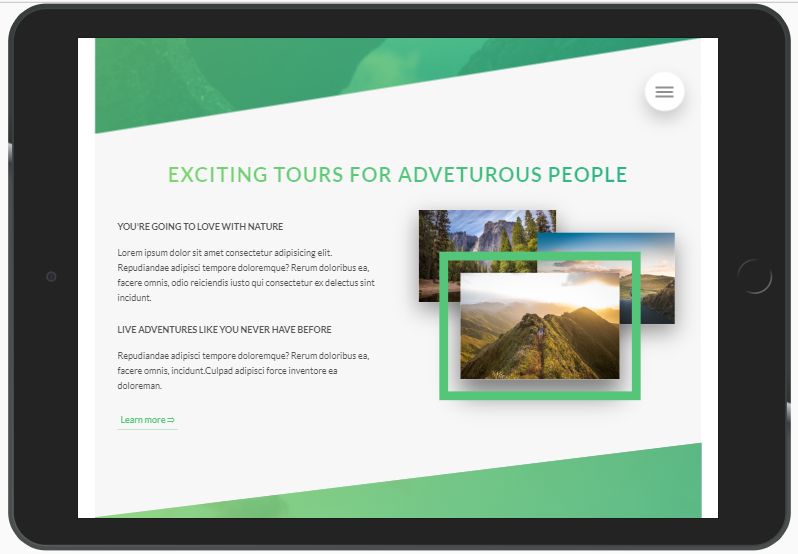 EXCITING TOURS FOR ADVETUROUS PEOPLE
YOU'RE GOING TO LOVE WITH NATURE
Lorem ipsum dolor sit amet consectetur adipisicing elit.
Repudiandae adipisci tempore doloremque? Rerum doloribus ea,
facere omnis, odio reiciendis iusto qui consectetur ex delectus sint
incidunt.
LIVE ADVENTURES LIKE YOU NEVER HAVE BEFORE
Repudiandae adipisci tempore doloremque? Rerum doloribus ea,
facere omnis, incidunt.Culpad adipisci force inventore ea
doloreman.
Learn more ⊃